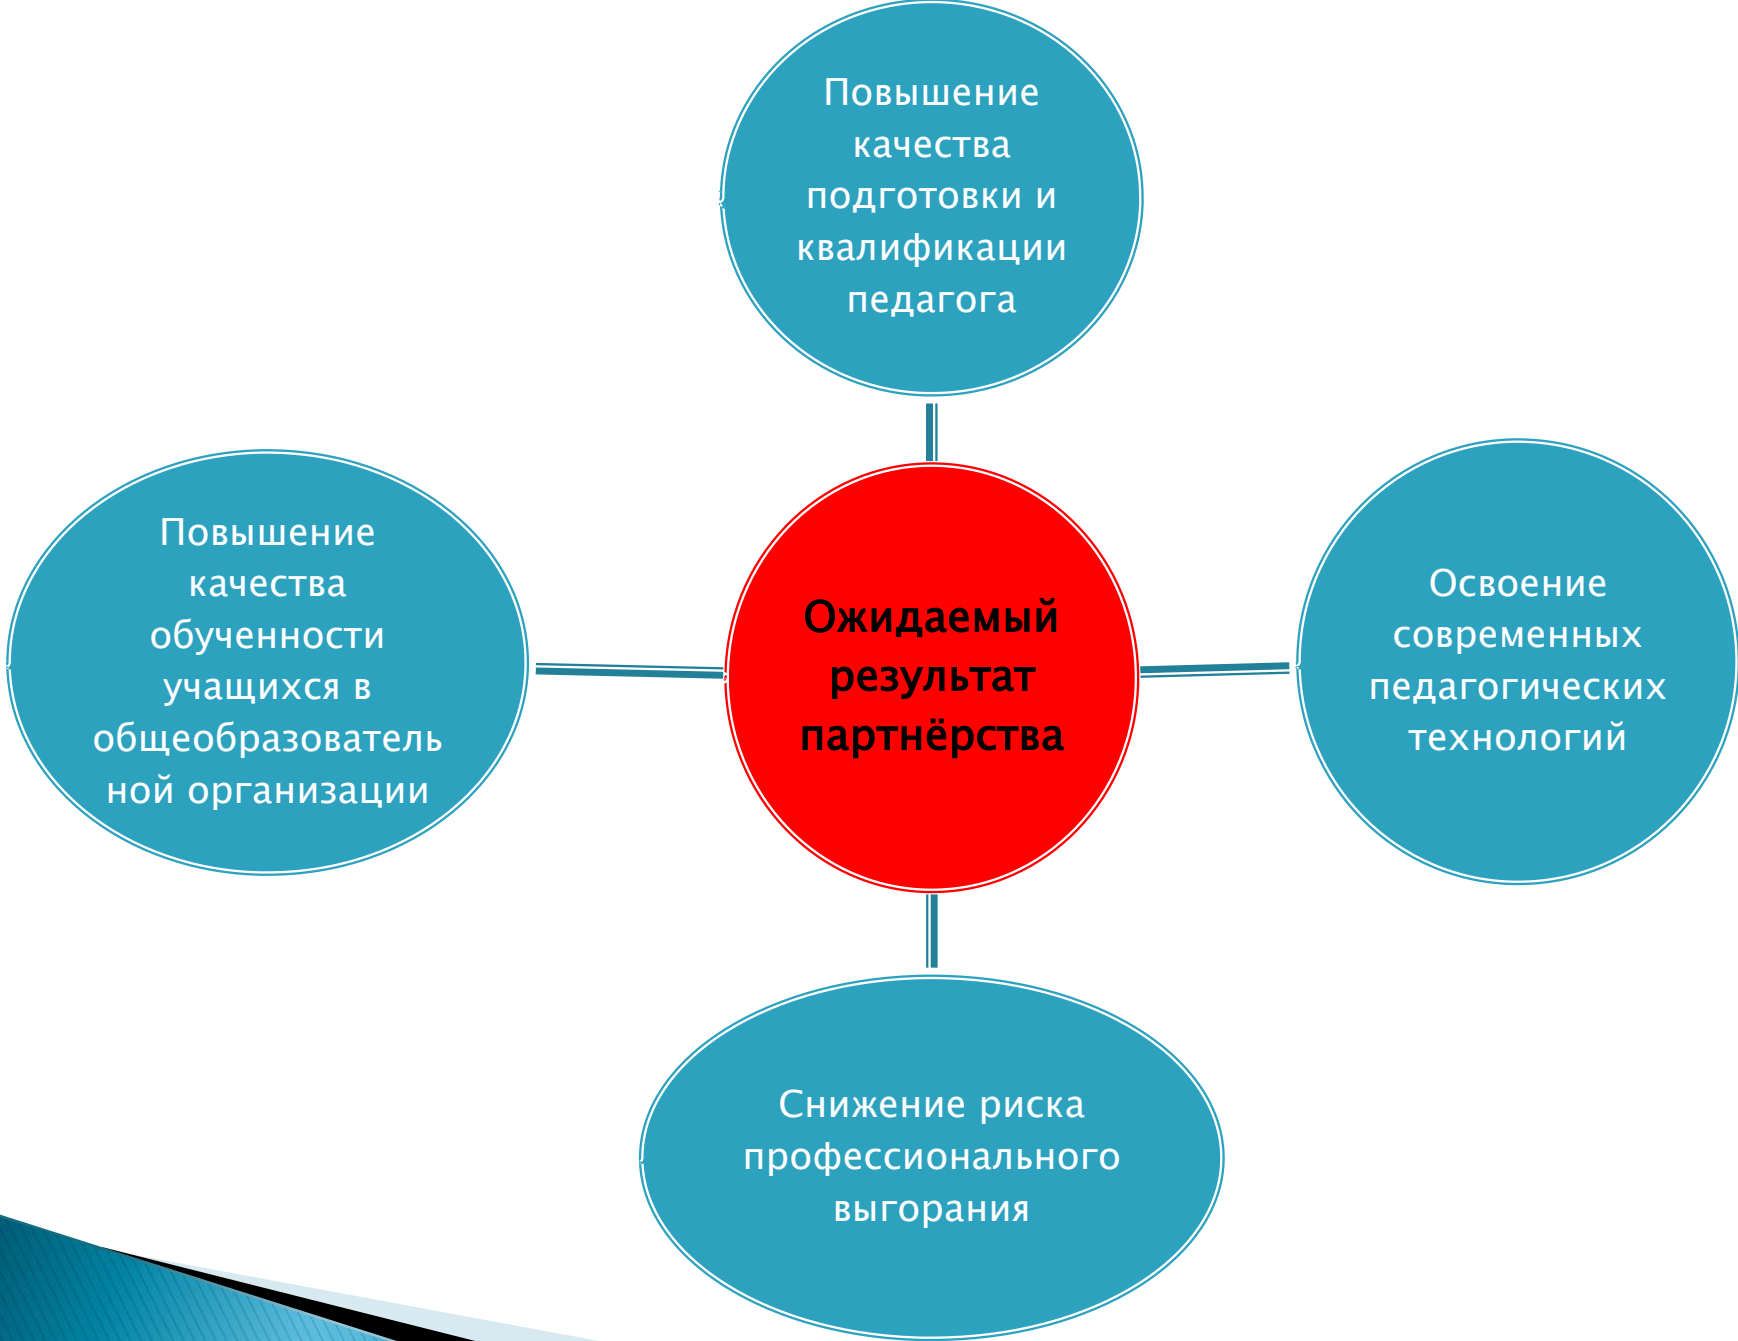 Повышение
качества
подготовки и
квалификации
педагога
Повышение
качества
обученности
учащихся в
общеобразователь
ной организации
Ожидаемый
результат
партнёрства
Освоение
современных
педагогических
технологий
Снижение риска
профессионального
выгорания